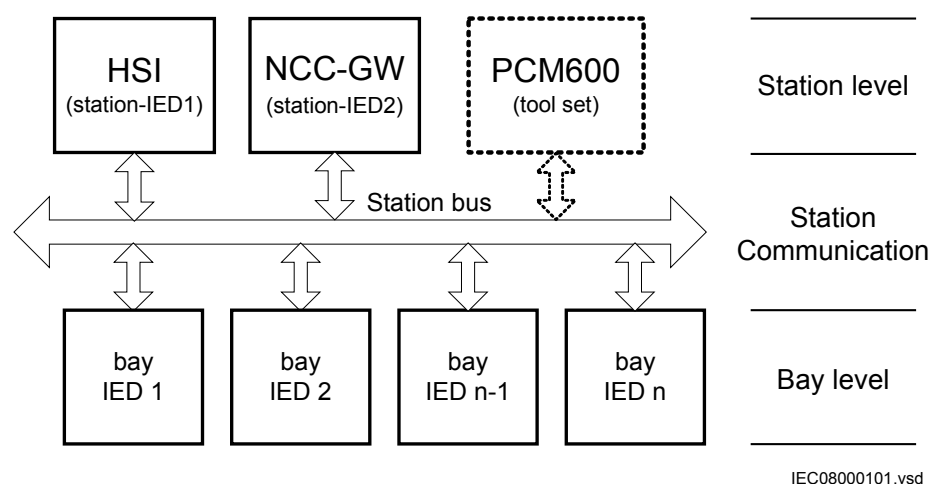 HSI
(station-IED1)
NCC-GW
(station-IED2)
PCM600
(tool set)
Station level
Station bus
Station
Communication
bay
IED 1
bay
IED 2
bay
IED n-1
bay
IED n
Bay level
IEC08000101.vsd